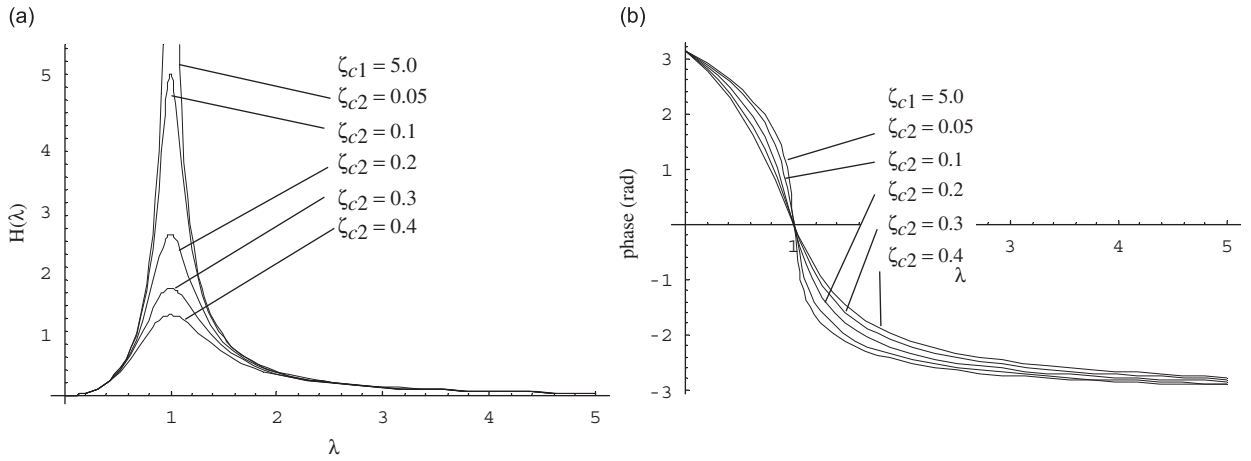 (a)
5
4
3
2
1
H(λ)
1
2
3
4
5
λ
ζc1 = 5.0
ζc2 = 0.05
ζc2 = 0.1
ζc2 = 0.2
ζc2 = 0.3
ζc2 = 0.4
(b)
3
2
1
-1
-2
-3
phase (rad)
1
3
4
5
λ
ζc1 = 5.0
ζc2 = 0.05
ζc2 = 0.1
ζc2 = 0.2
ζc2 = 0.3
ζc2 = 0.4